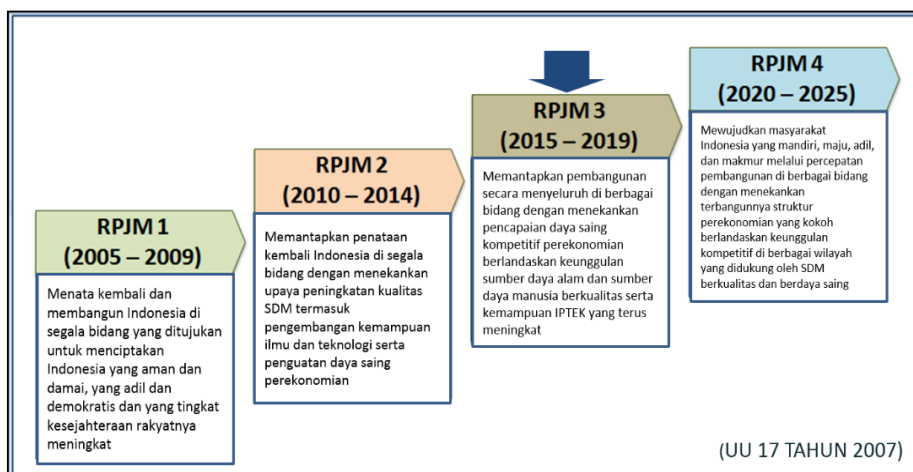 RPJM 1
(2005 – 2009)
Menata kembali dan
membangun Indonesia di
segala bidang yang ditujukan
untuk menciptakan
Indonesia yang aman dan
damai, yang adil dan
demokratis dan yang tingkat
kesejahteraan rakyatnya
meningkat
RPJM 2
(2010 – 2014)
Memantapkan penataan
kembali Indonesia di segala
bidang dengan menekankan
upaya peningkatan kualitas
SDM termasuk
pengembangan kemampuan
ilmu dan teknologi serta
penguatan daya saing
perekonomian
RPJM 3
(2015 – 2019)
Memantapkan pembangunan
secara menyeluruh di berbagai
bidang dengan menekankan
pencapaian daya saing
kompetitif perekonomian
berlandaskan keunggulan
sumber daya alam dan sumber
daya manusia berkualitas serta
kemampuan IPTEK yang terus
meningkat
RPJM 4
(2020 – 2025)
Mewujudkan masyarakat
Indonesia yang mandiri, maju, adil,
dan makmur melalui percepatan
pembangunan di berbagai bidang
dengan menekankan
terbangunnya struktur
perekonomian yang kokoh
berlandaskan keunggulan
kompetitif di berbagai wilayah
yang didukung oleh SDM
berkualitas dan berdaya saing
(UU 17 TAHUN 2007)